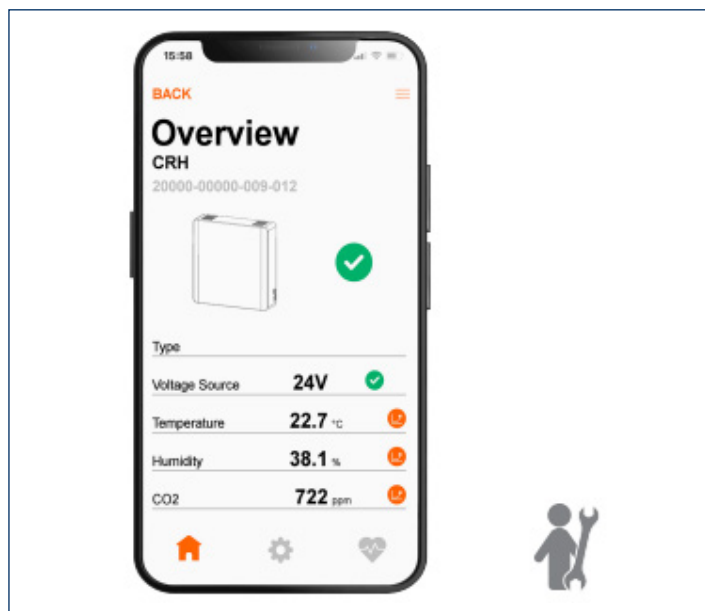 15:58
BACK
Overview
CRH
20000-00000-009-012
Type
Voltage Source 24V
Temperature 22.7 °C
Humidity 38.1 %
CO2 722 ppm